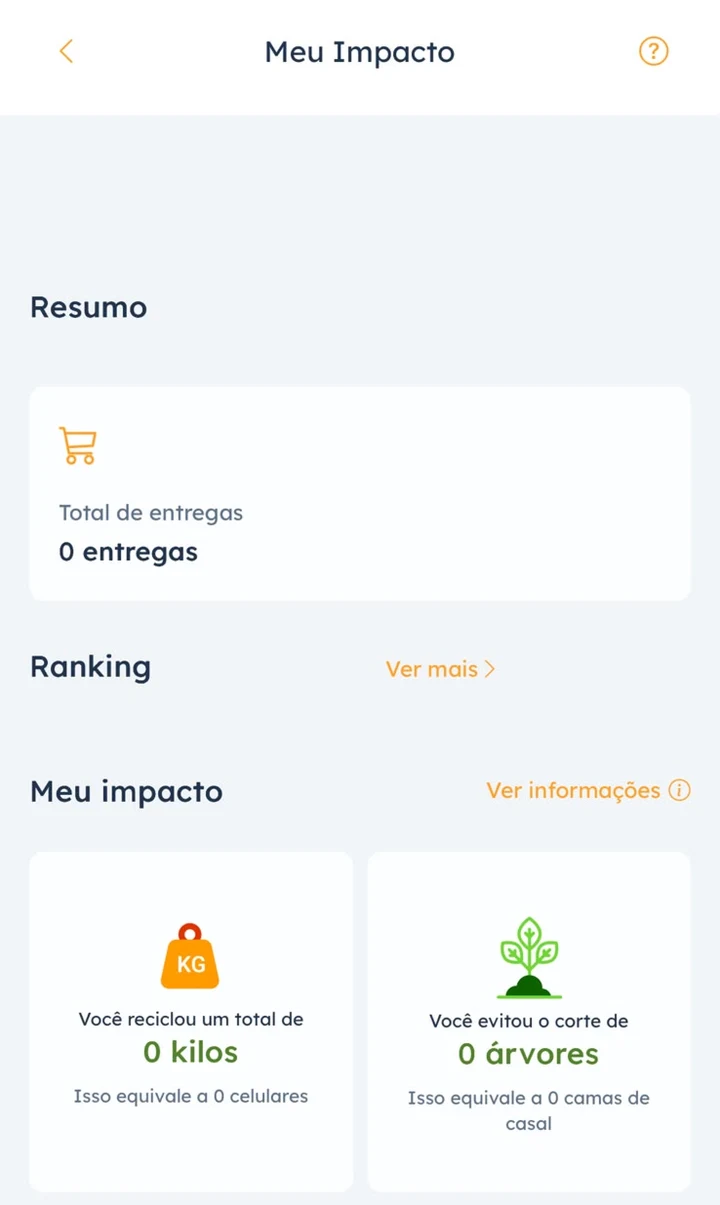 Meu Impacto
?
Resumo
Total de entregas
0 entregas
Ranking
Ver mais
Meu impacto
Ver informações
KG
Você reciclou um total de
0 kilos
Isso equivale a 0 celulares
Você evitou o corte de
0 árvores
Isso equivale a 0 camas de
casal